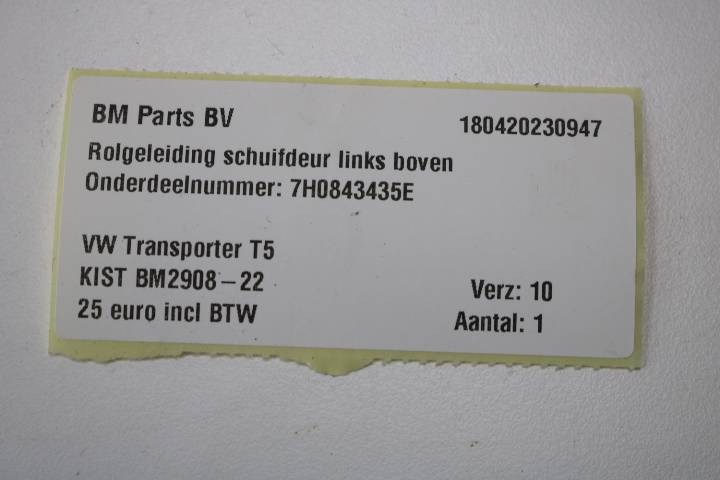 BM Parts BV 180420230947
Rolgeleiding schuifdeur links boven
Onderdeelnummer: 7H0843435E
VW Transporter T5
KIST BM2908-22 Verz: 10
25 euro incl BTW Aantal: 1